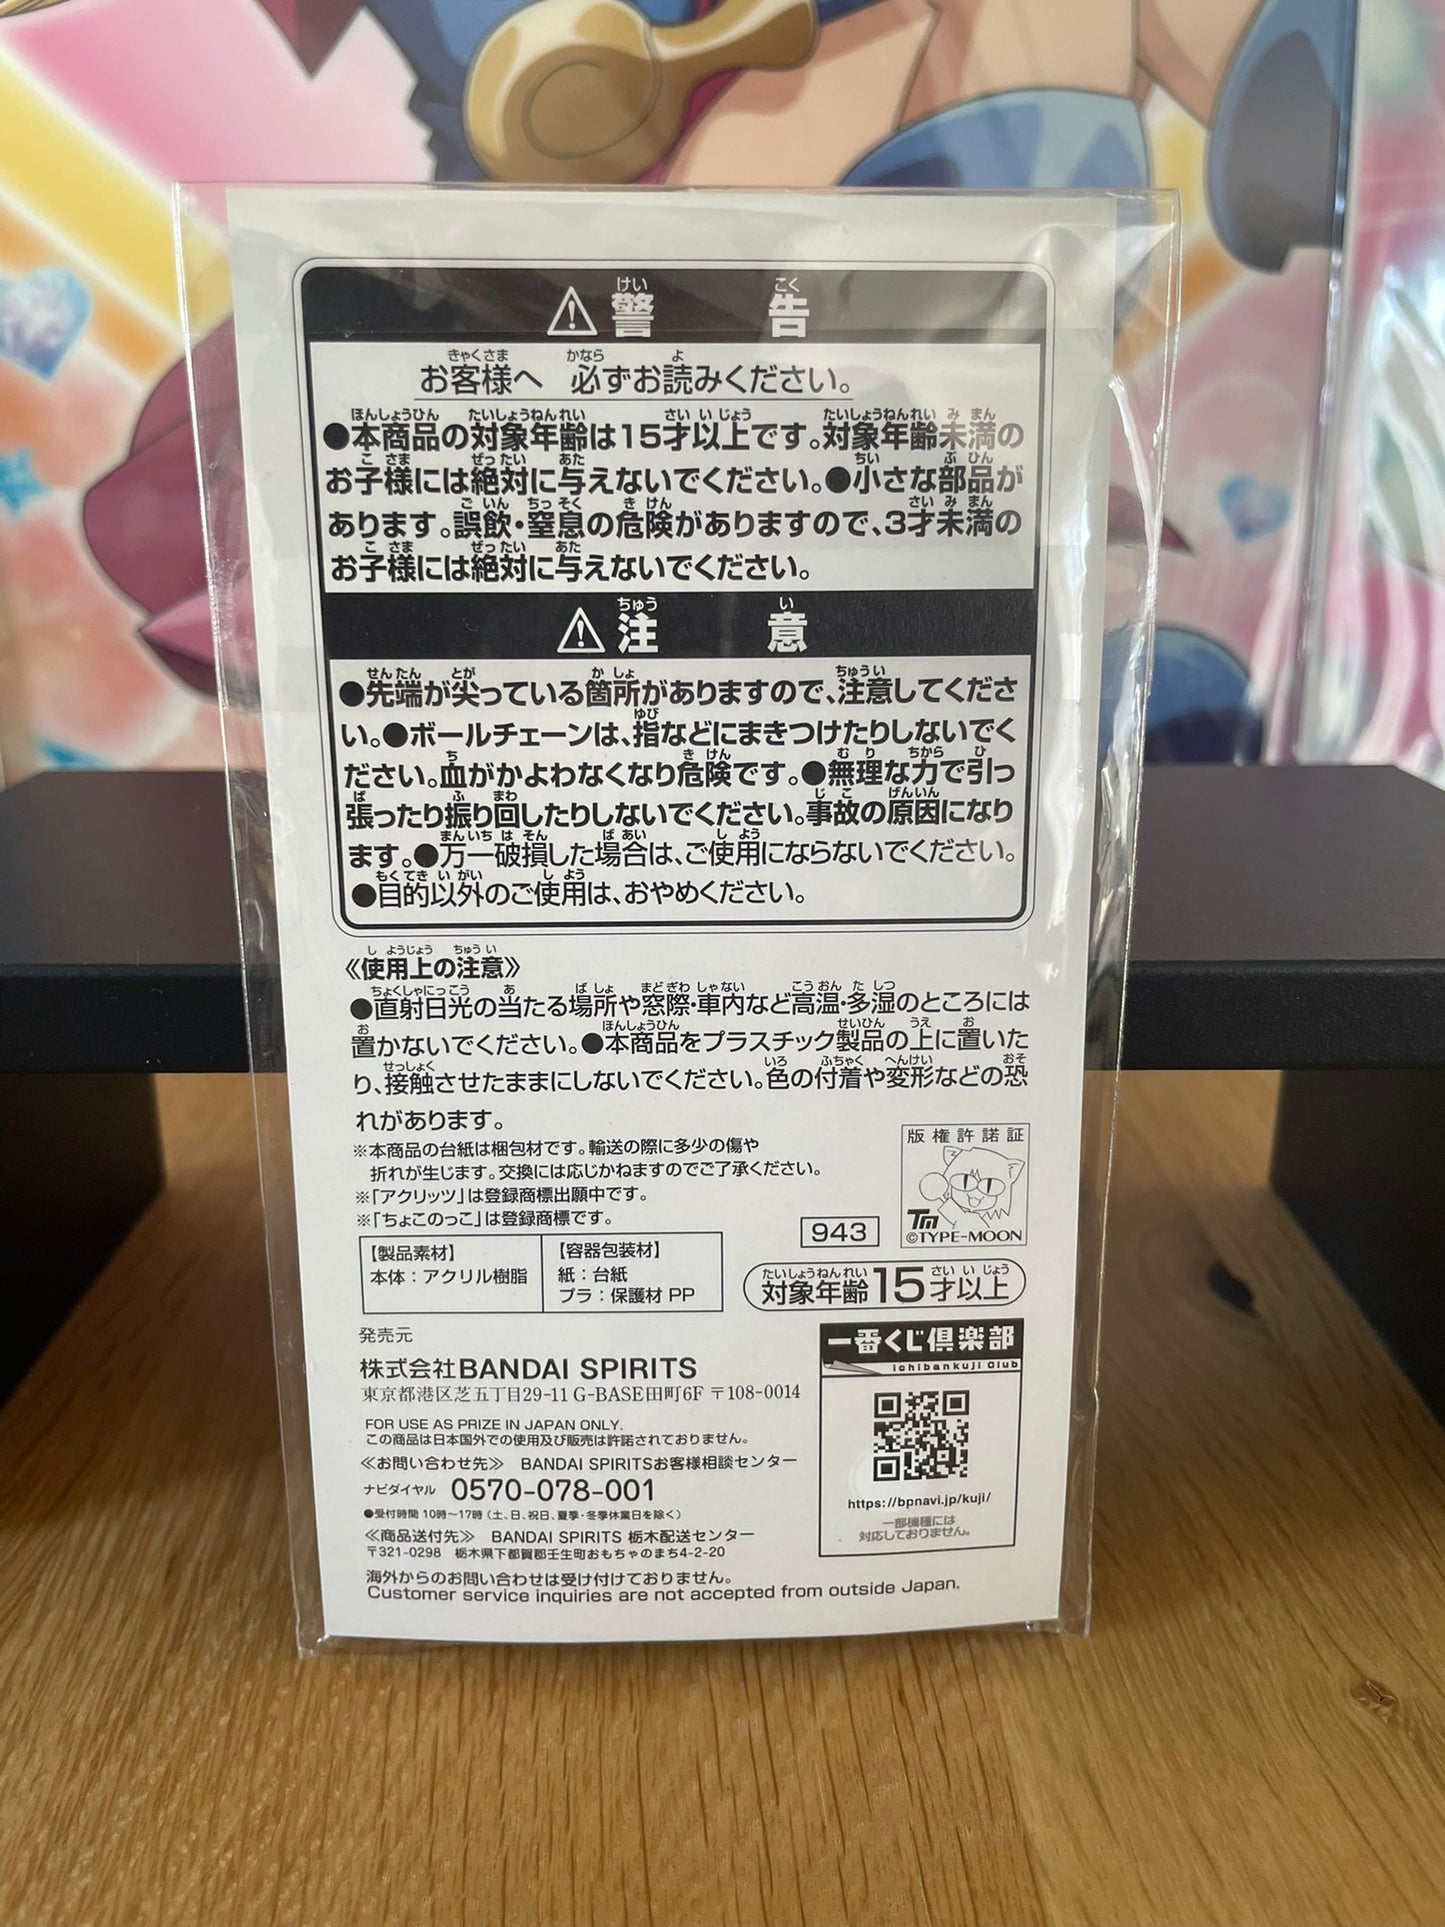 ⚠警告
お客様へ 必ずお読みください。
●本商品の対象年齢は15才以上です。対象年齢未満の
お子様には絶対に与えないでください。●小さな部品が
あります。誤飲・窒息の危険がありますので、3才未満の
お子様には絶対に与えないでください。
⚠注意
●先端が尖っている箇所がありますので、注意してくださ
い。●ボールチェーンは、指などにまきつけたりしないでく
ださい。血がかよわなくなり危険です。●無理な力で引っ
張ったり振り回したりしないでください。事故の原因になり
ます。●万一破損した場合は、ご使用にならないでください。
●目的以外のご使用は、おやめください。
《使用上の注意》
●直射日光の当たる場所や窓際・車内など高温・多湿のところには
置かないでください。●本商品をプラスチック製品の上に置いた
り、接触させたままにしないでください。色の付着や変形などの恐
れがあります。
※本商品の台紙は梱包材です。輸送の際に多少の傷や
折れが生じます。交換には応じかねますのでご了承ください。
※「アクリッツ」は登録商標出願中です。
※「ちょこのっこ」は登録商標です。
版権許諾証
TM
©TYPE-MOON
943
【製品素材】
本体：アクリル樹脂
【容器包装材】
紙：台紙
プラ：保護材 PP
対象年齢15才以上
発売元
株式会社BANDAI SPIRITS
東京都港区芝五丁目29-11 G-BASE田町6F 〒108-0014
FOR USE AS PRIZE IN JAPAN ONLY.
この商品は日本国外での使用及び販売は許諾されておりません。
≪お問い合わせ先≫ BANDAI SPIRITSお客様相談センター
ナビダイヤル 0570-078-001
●受付時間 10時～17時（土、日、祝日、夏季・冬季休業日を除く）
≪商品送付先≫ BANDAI SPIRITS 栃木配送センター
〒321-0298 栃木県下都賀郡壬生町おもちゃのまち4-2-20
海外からのお問い合わせは受け付けておりません。
Customer service inquiries are not accepted from outside Japan.
一番くじ倶楽部
ichibankuji Club
https://bpnavi.jp/kuji/
一部機種には
対応しておりません。